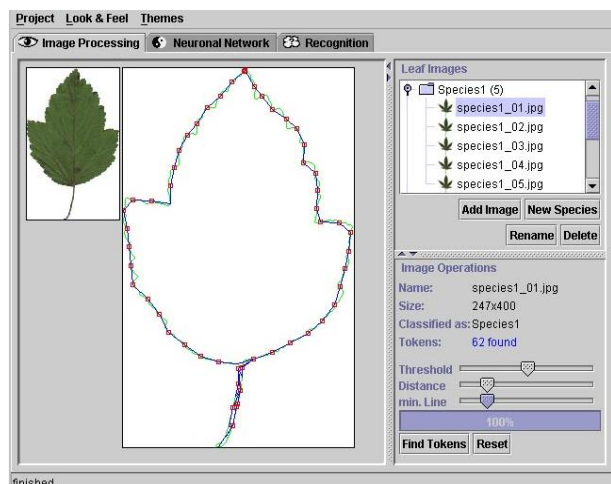 Project Look & Feel Themes
Image Processing Neuronal Network Recognition
Leaf Images
Species1 (5)
species1_01.jpg
species1_02.jpg
species1_03.jpg
species1_04.jpg
species1_05.jpg
Add Image New Species
Rename Delete
Image Operations
Name: species1_01.jpg
Size: 247x400
Classified as: Species1
Tokens: 62 found
Threshold
Distance
min. Line
100%
Find Tokens Reset
finished